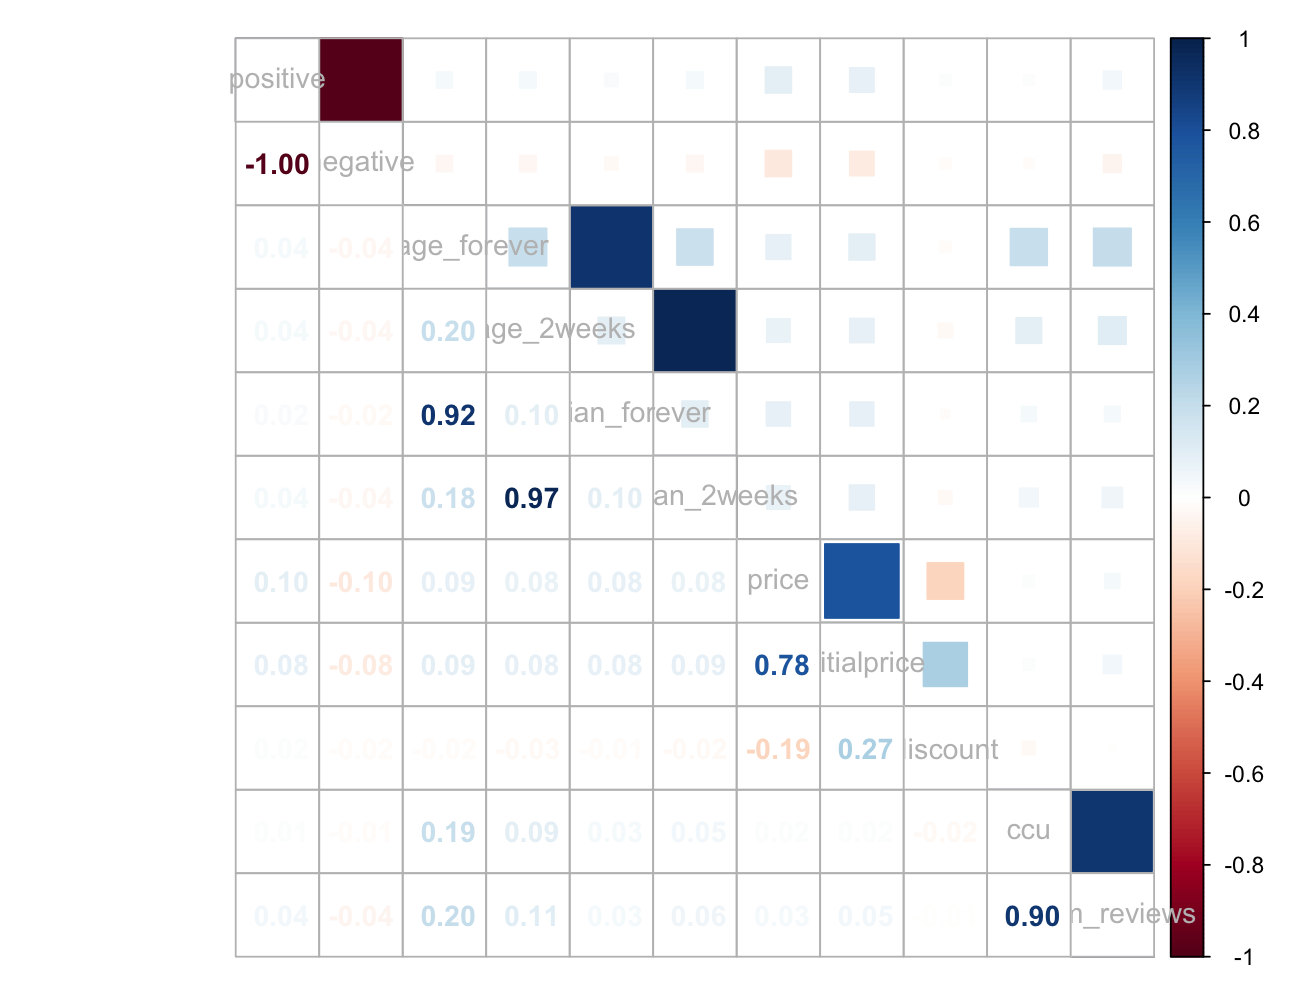 positive
1
-1.00 egative
0.8
0.04 -0.04 age_forever
0.6
0.04 -0.04 0.20 age_2weeks
0.4
0.02 -0.02 0.92 0.10 ian_forever
0.2
0.04 -0.04 0.18 0.97 0.10 an_2weeks
0
0.10 -0.10 0.09 0.08 0.08 0.08 price
-0.2
0.08 -0.08 0.09 0.08 0.08 0.09 0.78 itialprice
-0.4
0.02 -0.02 -0.02 -0.03 -0.01 -0.02 -0.19 0.27 iscount
-0.6
0.01 -0.01 0.19 0.09 0.03 0.05 0.02 0.02 -0.02 ccu
-0.8
0.04 -0.04 0.20 0.11 0.03 0.06 0.03 0.05 0.90 n_reviews
-1